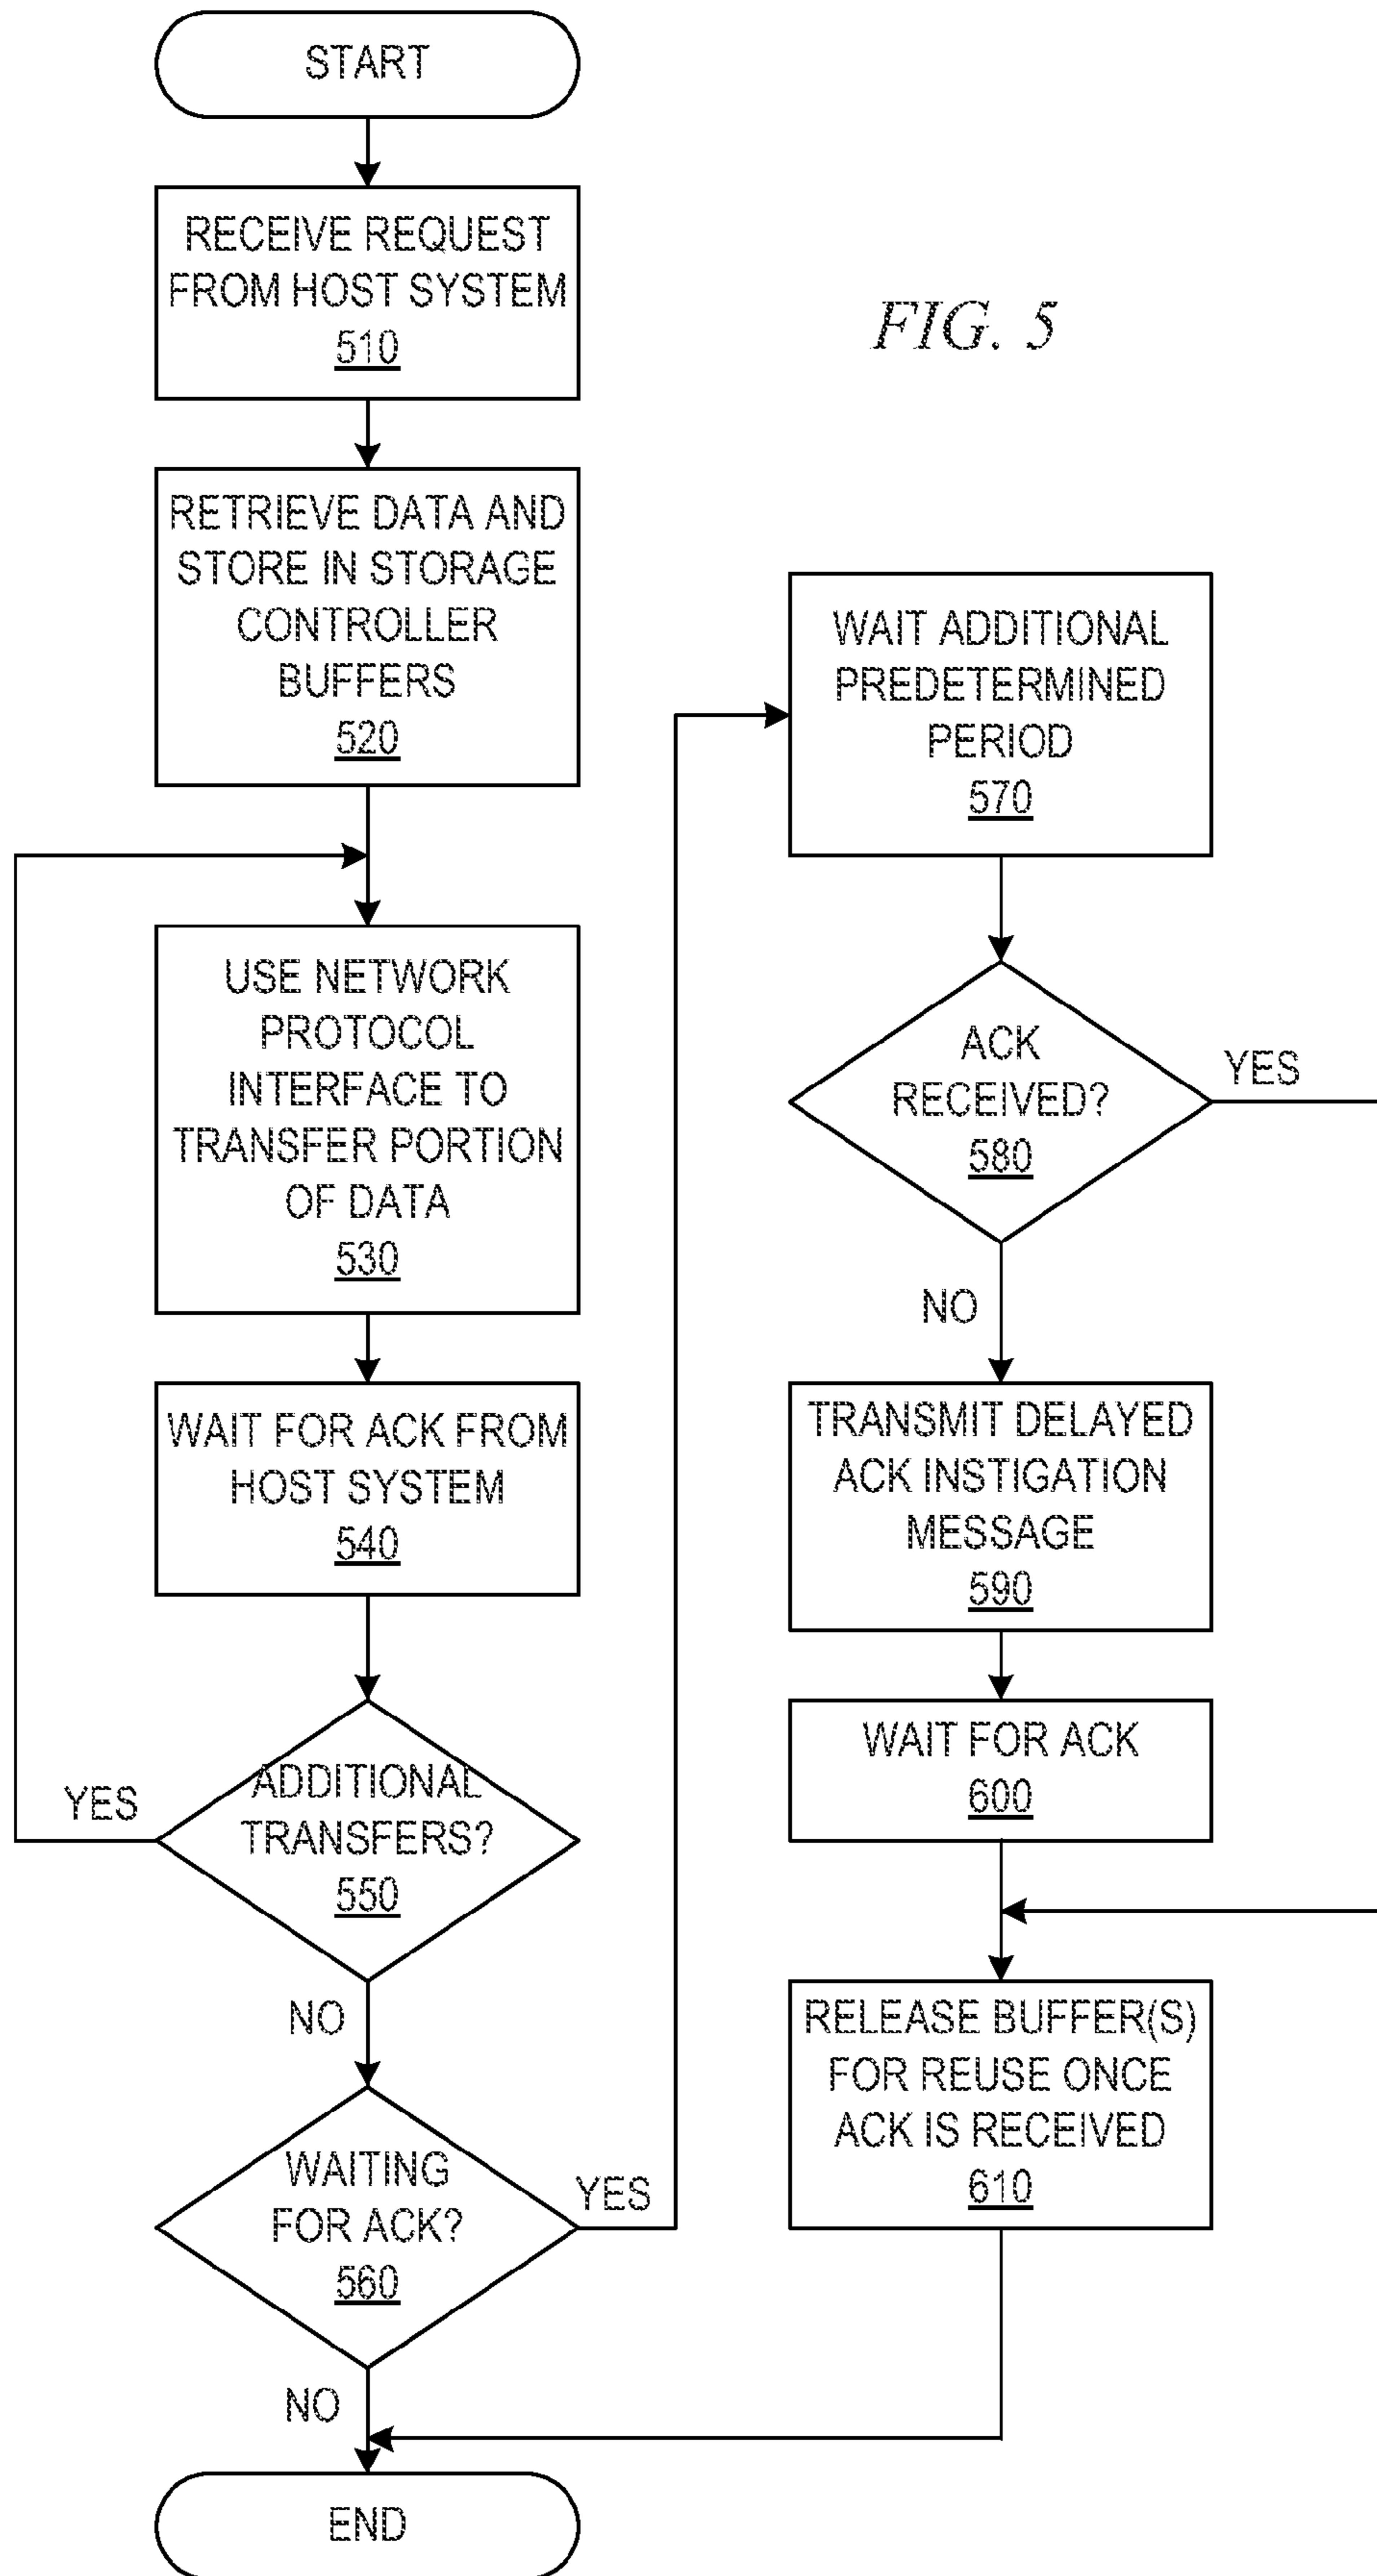 START
RECEIVE REQUEST
FROM HOST SYSTEM
510
FIG. 5
RETRIEVE DATA AND
STORE IN STORAGE
CONTROLLER
BUFFERS
520
USE NETWORK
PROTOCOL
INTERFACE TO
TRANSFER PORTION
OF DATA
530
WAIT FOR ACK FROM
HOST SYSTEM
540
ADDITIONAL
TRANSFERS?
550
YES
NO
WAITING
FOR ACK?
560
YES
NO
END
WAIT ADDITIONAL
PREDETERMINED
PERIOD
570
ACK
RECEIVED?
580
YES
NO
TRANSMIT DELAYED
ACK INSTIGATION
MESSAGE
590
WAIT FOR ACK
600
RELEASE BUFFER(S)
FOR REUSE ONCE
ACK IS RECEIVED
610